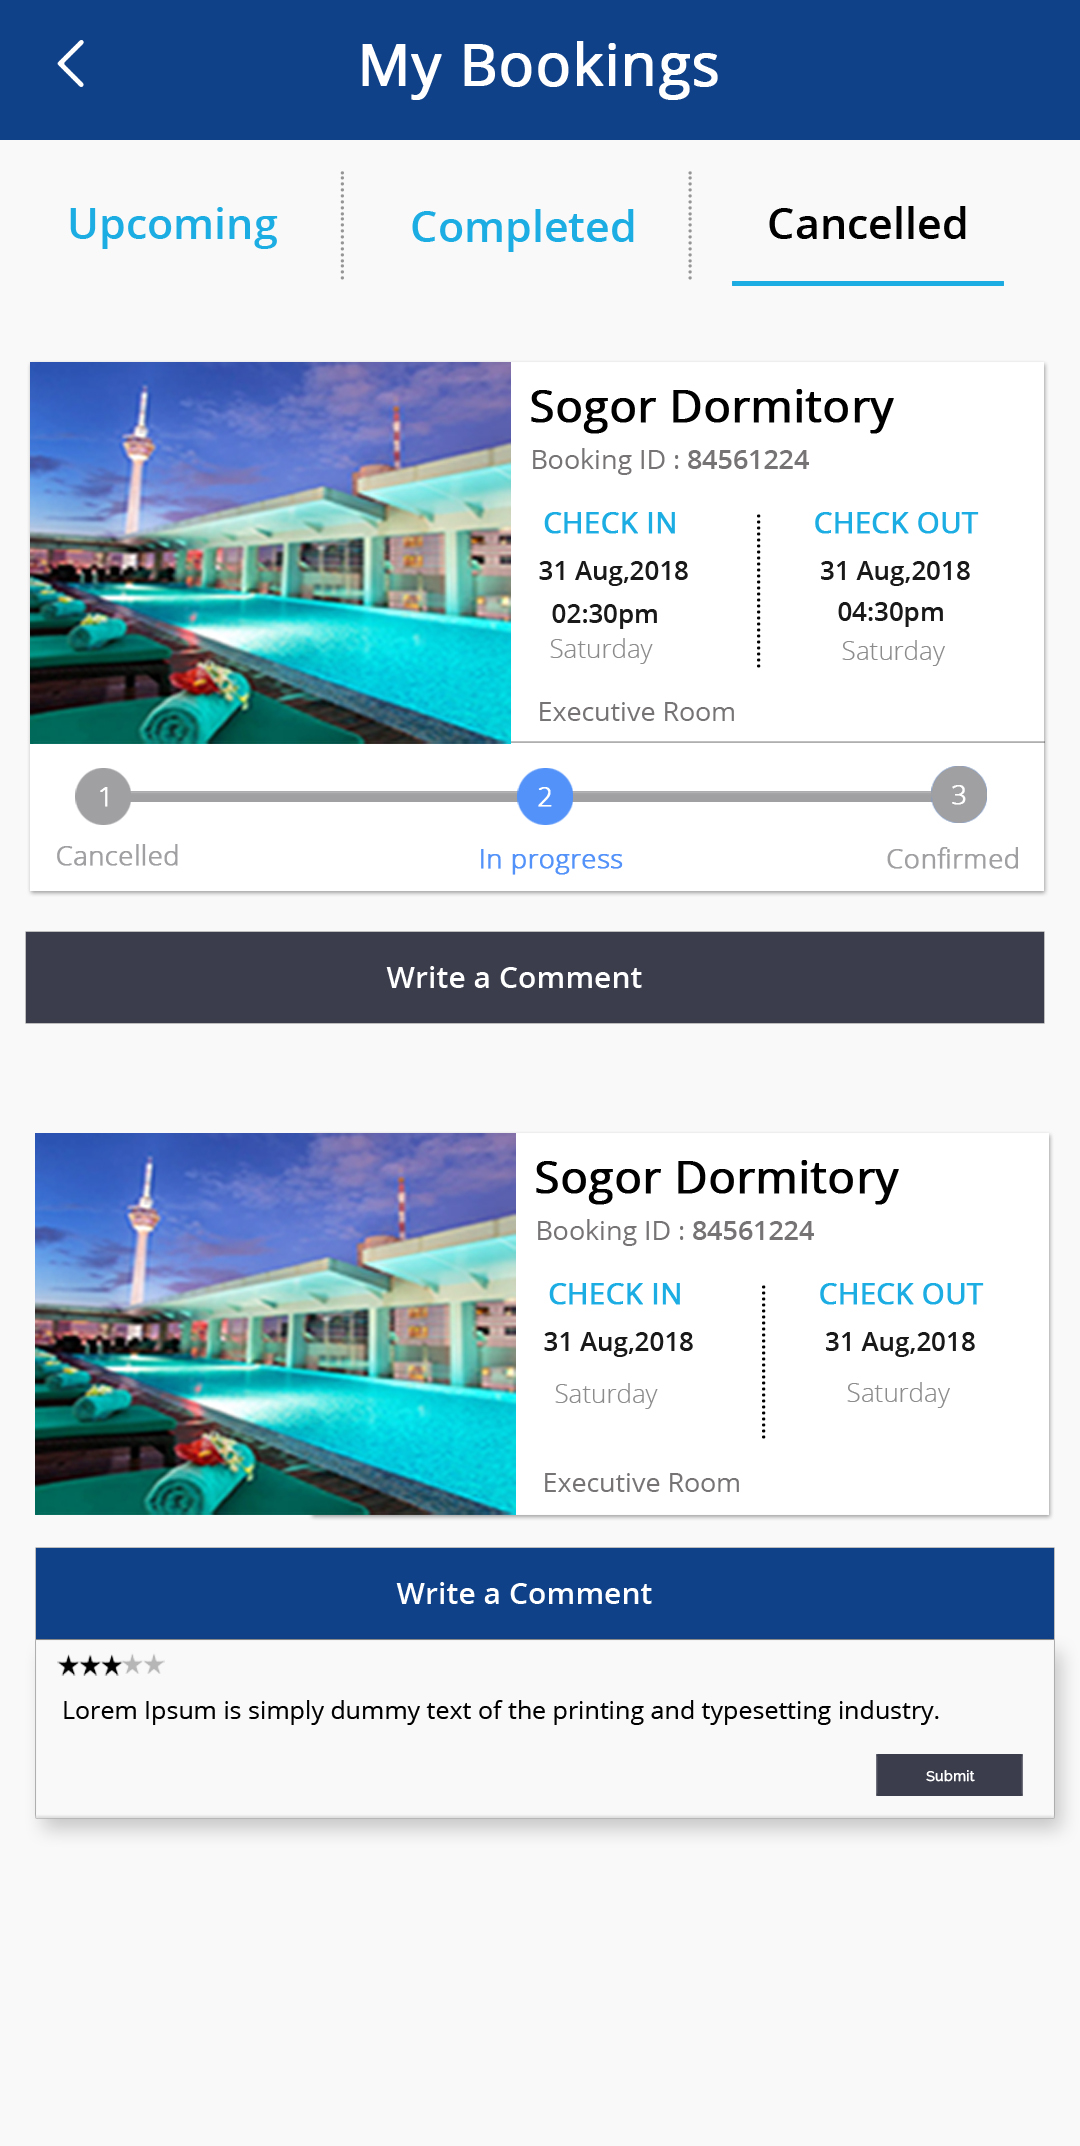 My Bookings
Upcoming
Completed
Cancelled
Sogor Dormitory
Booking ID : 84561224
CHECK IN
31 Aug,2018
02:30pm
Saturday
CHECK OUT
31 Aug,2018
04:30pm
Saturday
Executive Room
1
2
3
Cancelled
In progress
Confirmed
Write a Comment
Sogor Dormitory
Booking ID : 84561224
CHECK IN
31 Aug,2018
Saturday
CHECK OUT
31 Aug,2018
Saturday
Executive Room
Write a Comment
Lorem Ipsum is simply dummy text of the printing and typesetting industry.
Submit